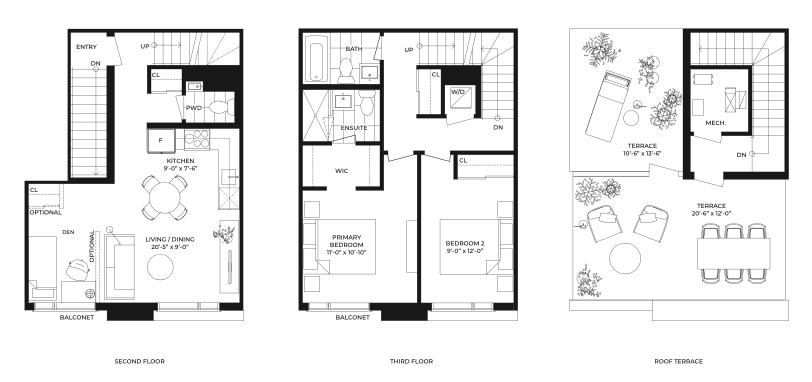 ENTRY
UP
DN
CL
PWD
F
KITCHEN
9'-0" x 7'-6"
CL
OPTIONAL
DEN
OPTIONAL
LIVING / DINING
20'-5" x 9'-0"
BALCONET
SECOND FLOOR
BATH
UP
CL
W/D
ENSUITE
DN
WIC
CL
PRIMARY
BEDROOM
11'-0" x 10'-10"
BEDROOM 2
9'-0" x 12'-0"
BALCONET
THIRD FLOOR
MECH.
TERRACE
10'-6" x 13'-6"
DN
TERRACE
20'-6" x 12'-0"
ROOF TERRACE